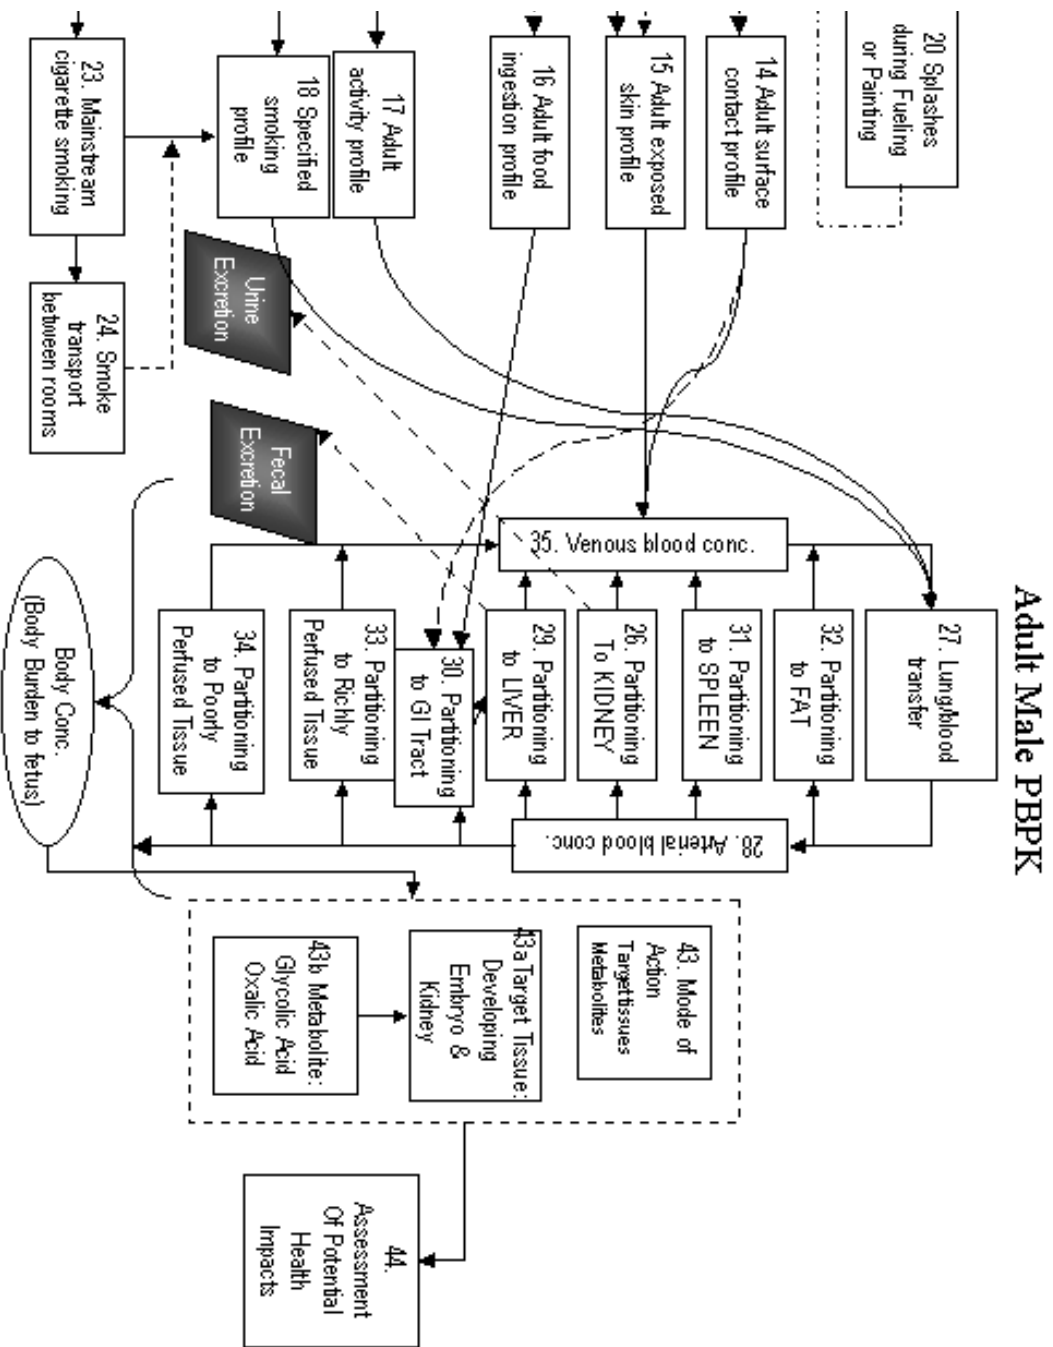 Adult Male PBPK
20 Splashes
during Fueling
or Painting
14 Adult surface
contact profile
15 Adult exposed
skin profile
16 Adult food
ingestion profile
17 Adult
activity profile
18 Specified
smoking
profile
23. Mainstream
cigarette smoking
24. Smoke
transport
between rooms
Urine
Excretion
Fecal
Excretion
35. Venous blood conc.
27. Lung/blood
transfer
32. Partitioning
to FAT
31. Partitioning
to SPLEEN
26. Partitioning
To KIDNEY
29. Partitioning
to LIVER
30. Partitioning
to GI Tract
33. Partitioning
to Richly
Perfused Tissue
34. Partitioning
to Poorly
Perfused Tissue
28. Arterial blood conc.
Body Conc.
(Body Burden to fetus)
43. Mode of
Action
Target tissues
Metabolites
43a Target Tissue:
Developing
Embryo &
Kidney
43b Metabolite:
Glycolic Acid
Oxalic Acid
44.
Assessment
Of Potential
Health
Impacts